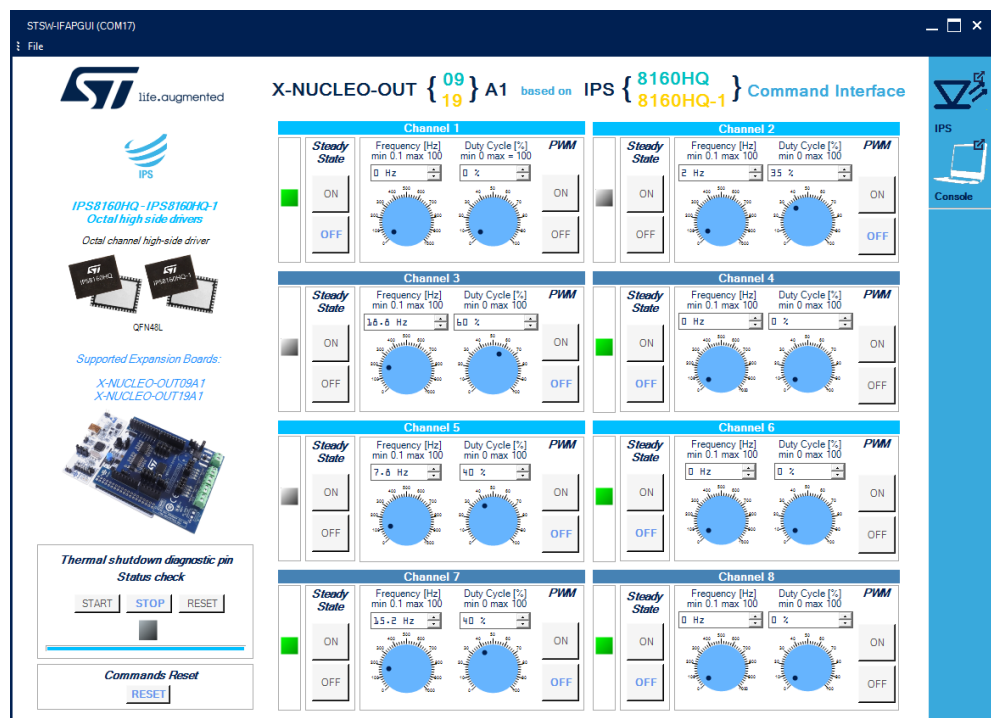 STSW-IFAPGUI (COM17)
File
life.augmented
X-NUCLEO-OUT { 09 19 } A1 based on IPS { 8160HQ 8160HQ-1 } Command Interface
IPS
Console
IPS
IPS8160HQ - IPS8160HQ-1
Octal high side drivers
Octal channel high-side driver
IPS8160HQ
IPS8160HQ-1
QFN48L
Supported Expansion Boards:
X-NUCLEO-OUT09A1
X-NUCLEO-OUT19A1
Thermal shutdown diagnostic pin
Status check
START STOP RESET
Commands Reset
RESET
Channel 1
Steady State
Frequency [Hz] Duty Cycle [%] PWM
min 0.1 max 100 min 0 max = 100
0 Hz 0 %
ON ON
OFF OFF
Channel 2
Steady State
Frequency [Hz] Duty Cycle [%] PWM
min 0.1 max 100 min 0 max 100
2 Hz 35 %
ON ON
OFF OFF
Channel 3
Steady State
Frequency [Hz] Duty Cycle [%] PWM
min 0.1 max 100 min 0 max 100
18.8 Hz 60 %
ON ON
OFF OFF
Channel 4
Steady State
Frequency [Hz] Duty Cycle [%] PWM
min 0.1 max 100 min 0 max 100
0 Hz 0 %
ON ON
OFF OFF
Channel 5
Steady State
Frequency [Hz] Duty Cycle [%] PWM
min 0.1 max 100 min 0 max 100
7.8 Hz 40 %
ON ON
OFF OFF
Channel 6
Steady State
Frequency [Hz] Duty Cycle [%] PWM
min 0.1 max 100 min 0 max 100
0 Hz 0 %
ON ON
OFF OFF
Channel 7
Steady State
Frequency [Hz] Duty Cycle [%] PWM
min 0.1 max 100 min 0 max 100
15.2 Hz 40 %
ON ON
OFF OFF
Channel 8
Steady State
Frequency [Hz] Duty Cycle [%] PWM
min 0.1 max 100 min 0 max 100
0 Hz 0 %
ON ON
OFF OFF